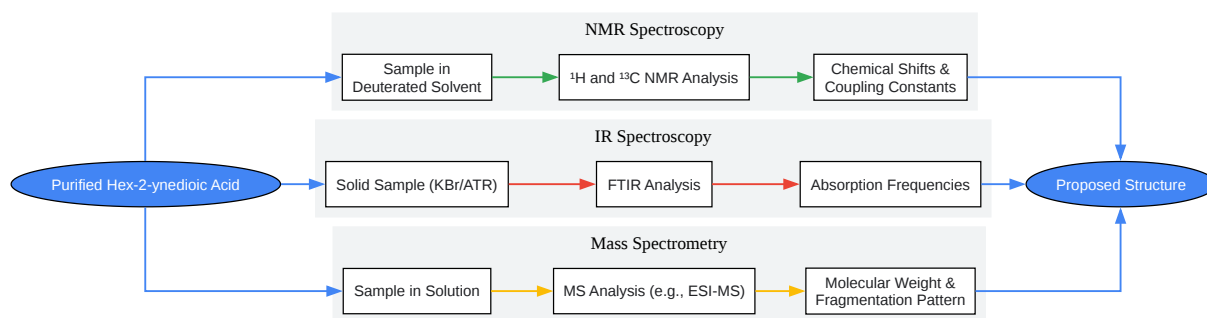 NMR Spectroscopy
Sample in
Deuterated Solvent
¹H and ¹³C NMR Analysis
Chemical Shifts &
Coupling Constants
IR Spectroscopy
Purified Hex-2-ynedioic Acid
Solid Sample (KBr/ATR)
FTIR Analysis
Absorption Frequencies
Proposed Structure
Mass Spectrometry
Sample in Solution
MS Analysis (e.g., ESI-MS)
Molecular Weight &
Fragmentation Pattern